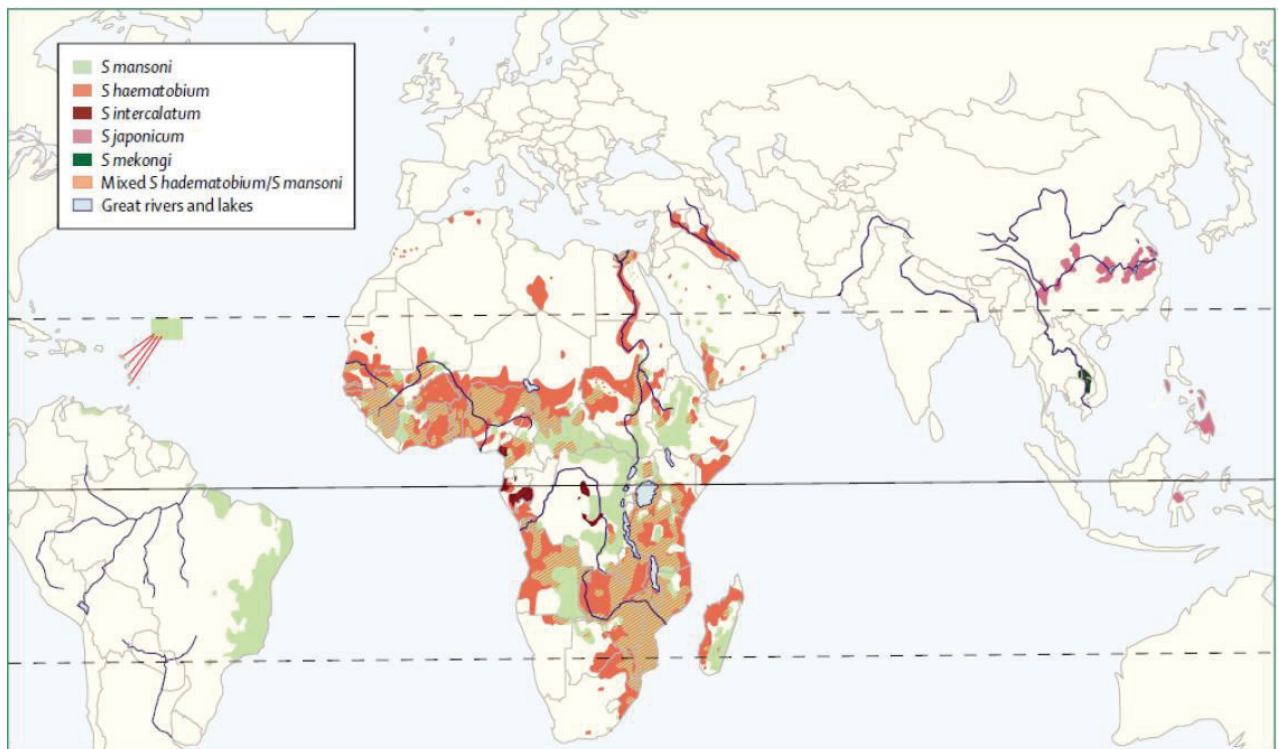 S mansoni
S haematobium
S intercalatum
S japonicum
S mekongi
Mixed S hadematobium/S mansoni
Great rivers and lakes